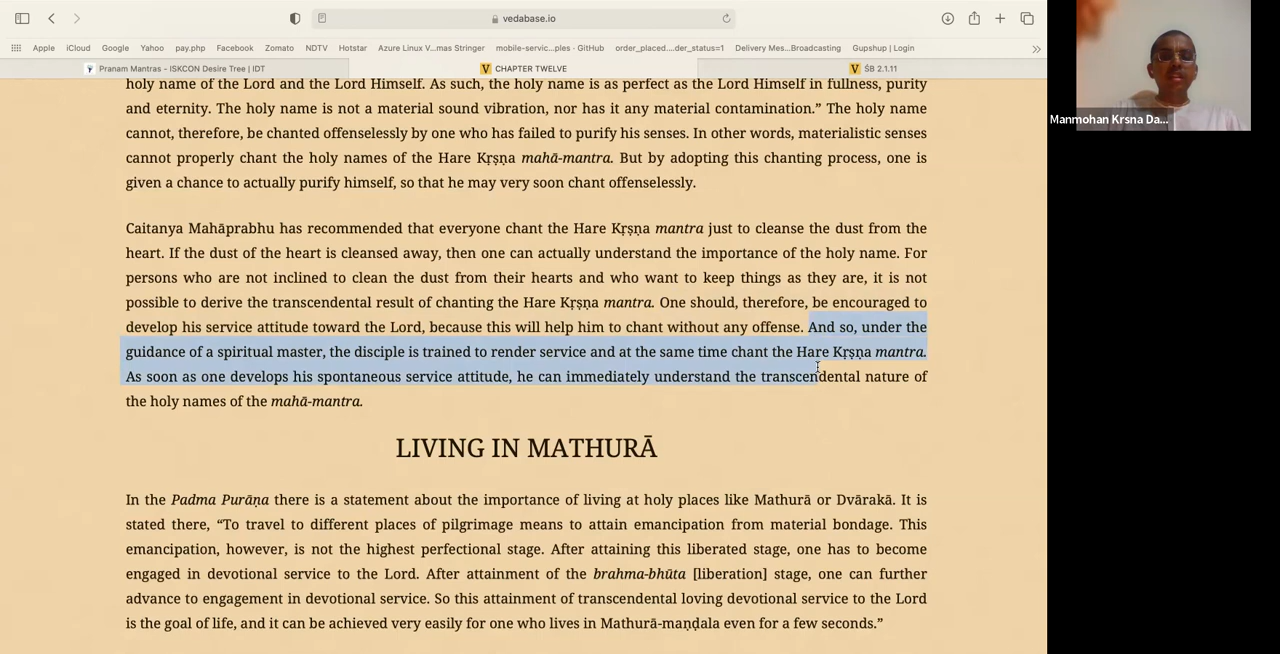 vedabase.io
Apple iCloud Google Yahoo pay.php Facebook Zomato NDTV Hotstar Azure Linux V...mas Stringer mobile-servic...ples · GitHub order_placed....der_status=1 Delivery Mes...Broadcasting Gupshup | Login
Pranam Mantras - ISKCON Desire Tree | IDT
CHAPTER TWELVE
ŚB 2.1.11
holy name of the Lord and the Lord Himself. As such, the holy name is as perfect as the Lord Himself in fullness, purity
and eternity. The holy name is not a material sound vibration, nor has it any material contamination.” The holy name
cannot, therefore, be chanted offenselessly by one who has failed to purify his senses. In other words, materialistic senses
cannot properly chant the holy names of the Hare Kṛṣṇa mahā-mantra. But by adopting this chanting process, one is
given a chance to actually purify himself, so that he may very soon chant offenselessly.
Caitanya Mahāprabhu has recommended that everyone chant the Hare Kṛṣṇa mantra just to cleanse the dust from the
heart. If the dust of the heart is cleansed away, then one can actually understand the importance of the holy name. For
persons who are not inclined to clean the dust from their hearts and who want to keep things as they are, it is not
possible to derive the transcendental result of chanting the Hare Kṛṣṇa mantra. One should, therefore, be encouraged to
develop his service attitude toward the Lord, because this will help him to chant without any offense. And so, under the
guidance of a spiritual master, the disciple is trained to render service and at the same time chant the Hare Kṛṣṇa mantra.
As soon as one develops his spontaneous service attitude, he can immediately understand the transcendental nature of
the holy names of the mahā-mantra.
LIVING IN MATHURĀ
In the Padma Purāṇa there is a statement about the importance of living at holy places like Mathurā or Dvārakā. It is
stated there, “To travel to different places of pilgrimage means to attain emancipation from material bondage. This
emancipation, however, is not the highest perfectional stage. After attaining this liberated stage, one has to become
engaged in devotional service to the Lord. After attainment of the brahma-bhūta [liberation] stage, one can further
advance to engagement in devotional service. So this attainment of transcendental loving devotional service to the Lord
is the goal of life, and it can be achieved very easily for one who lives in Mathurā-maṇḍala even for a few seconds.”
Manmohan Krsna Da...